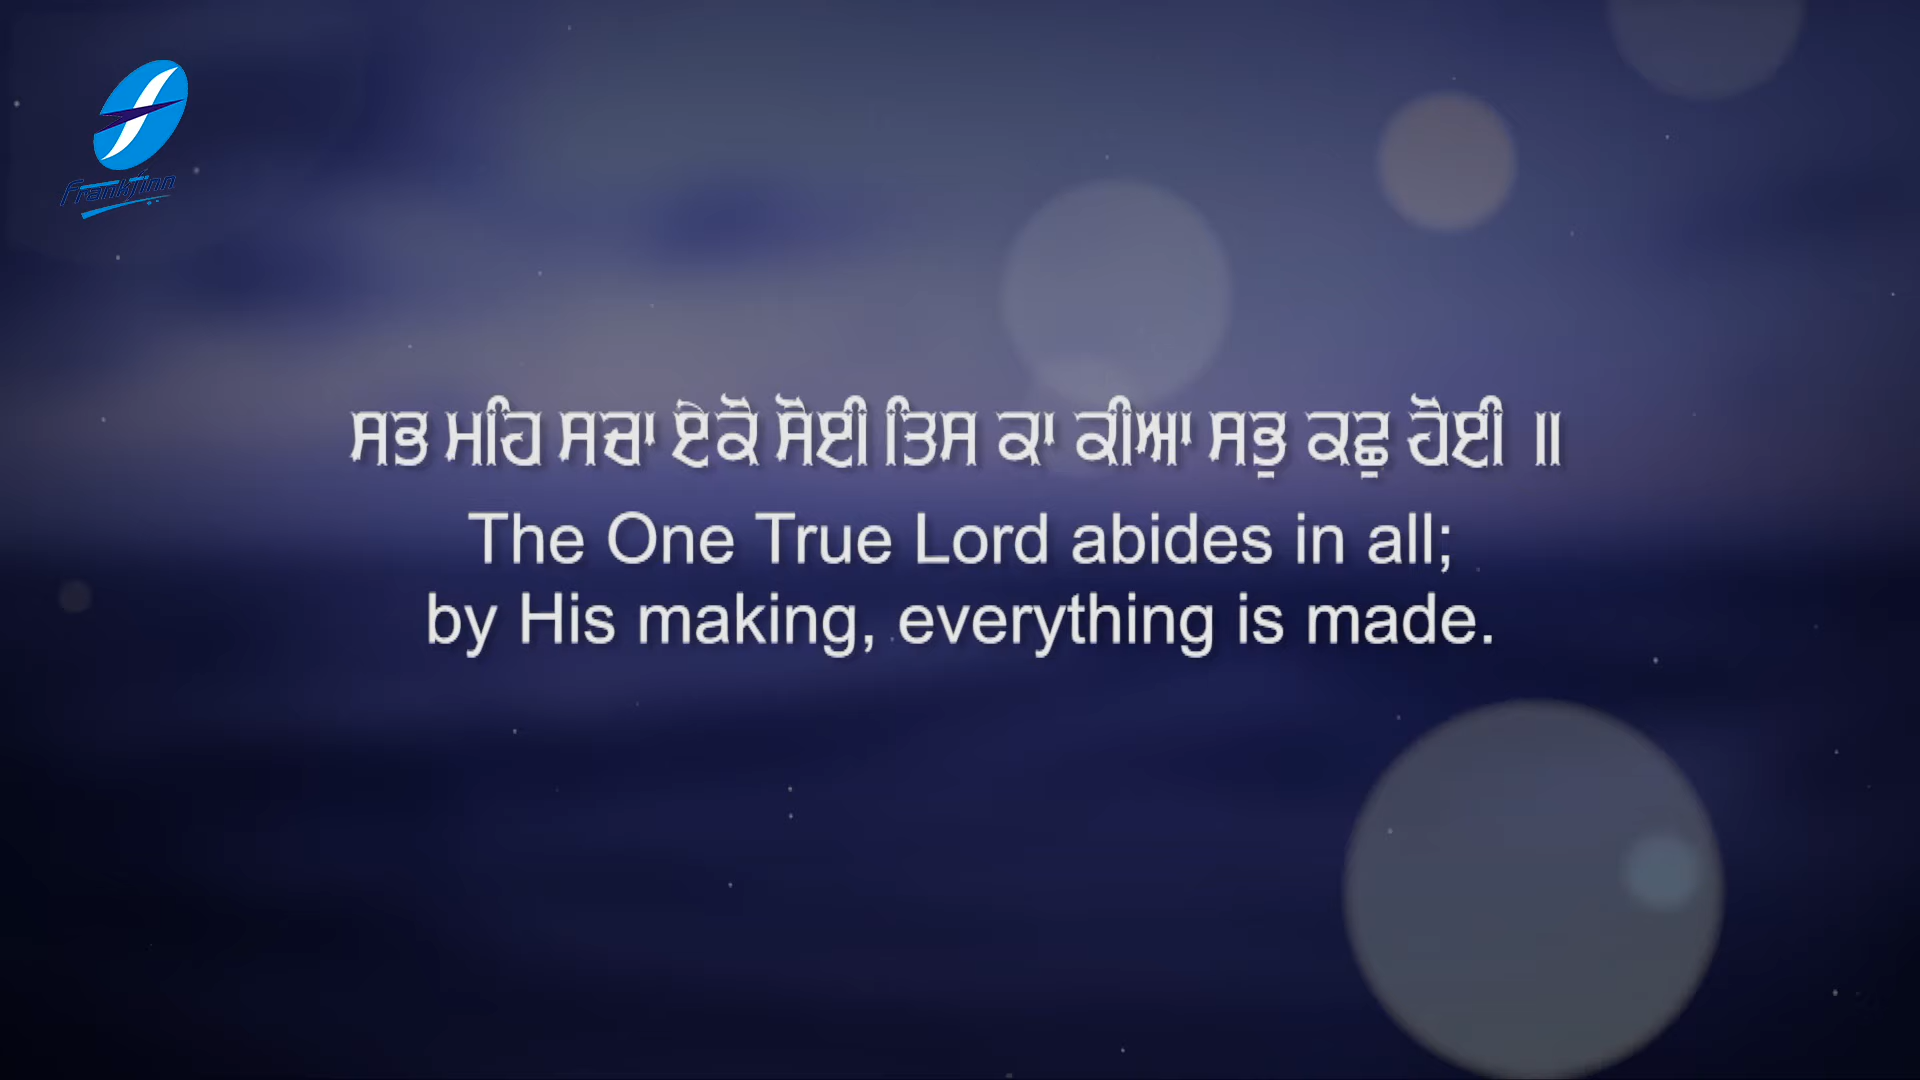 Frankfinn
ਸਭ ਮਹਿ ਸਚਾ ਏਕੋ ਸੋਈ ਤਿਸ ਕਾ ਕੀਆ ਸਭੁ ਕਛੁ ਹੋਈ ॥
The One True Lord abides in all;
by His making, everything is made.